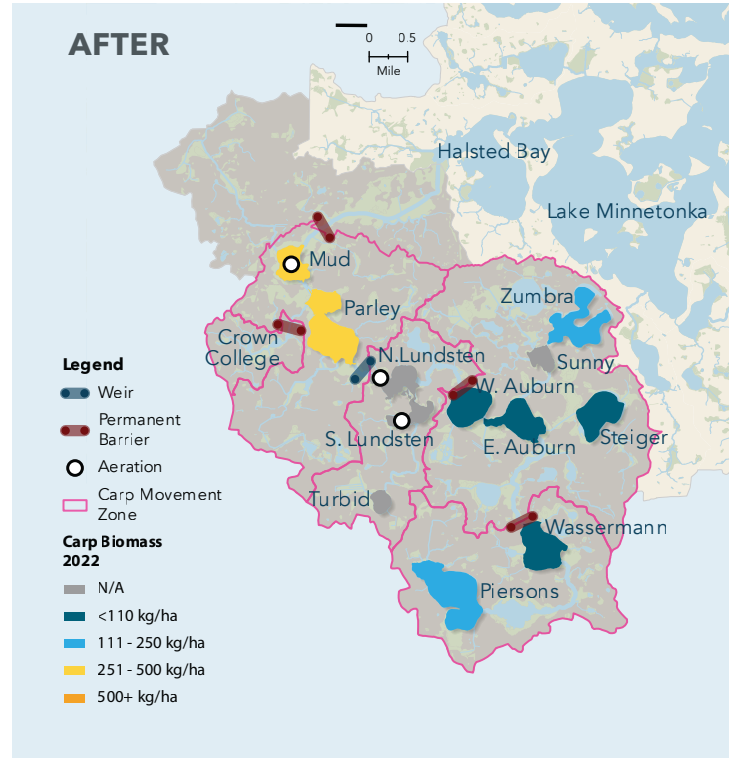 AFTER
0 0.5
Mile
Halsted Bay
Lake Minnetonka
Mud
Zumbra
Parley
Crown
College
N.Lundsten
Sunny
W. Auburn
S. Lundsten
E. Auburn
Steiger
Turbid
Wassermann
Piersons
Legend
Weir
Permanent
Barrier
Aeration
Carp Movement
Zone
Carp Biomass
2022
N/A
<110 kg/ha
111 - 250 kg/ha
251 - 500 kg/ha
500+ kg/ha